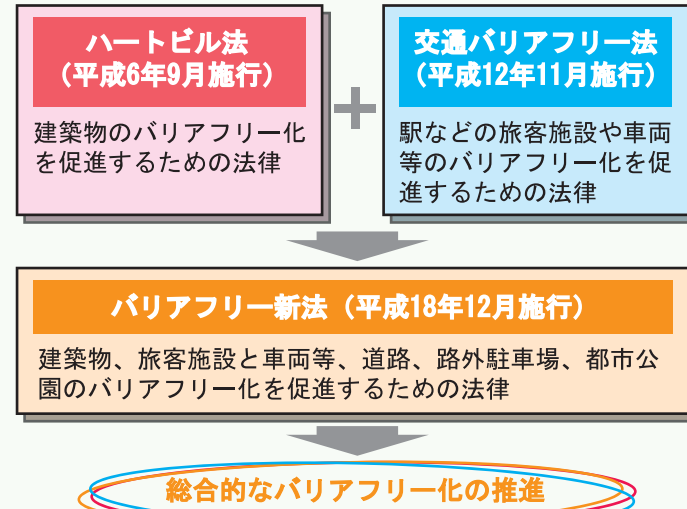 ハートビル法
（平成6年9月施行）
建築物のバリアフリー化
を促進するための法律
交通バリアフリー法
（平成12年11月施行）
駅などの旅客施設や車両
等のバリアフリー化を促
進するための法律
バリアフリー新法（平成18年12月施行）
建築物、旅客施設と車両等、道路、路外駐車場、都市公
園のバリアフリー化を促進するための法律
総合的なバリアフリー化の推進